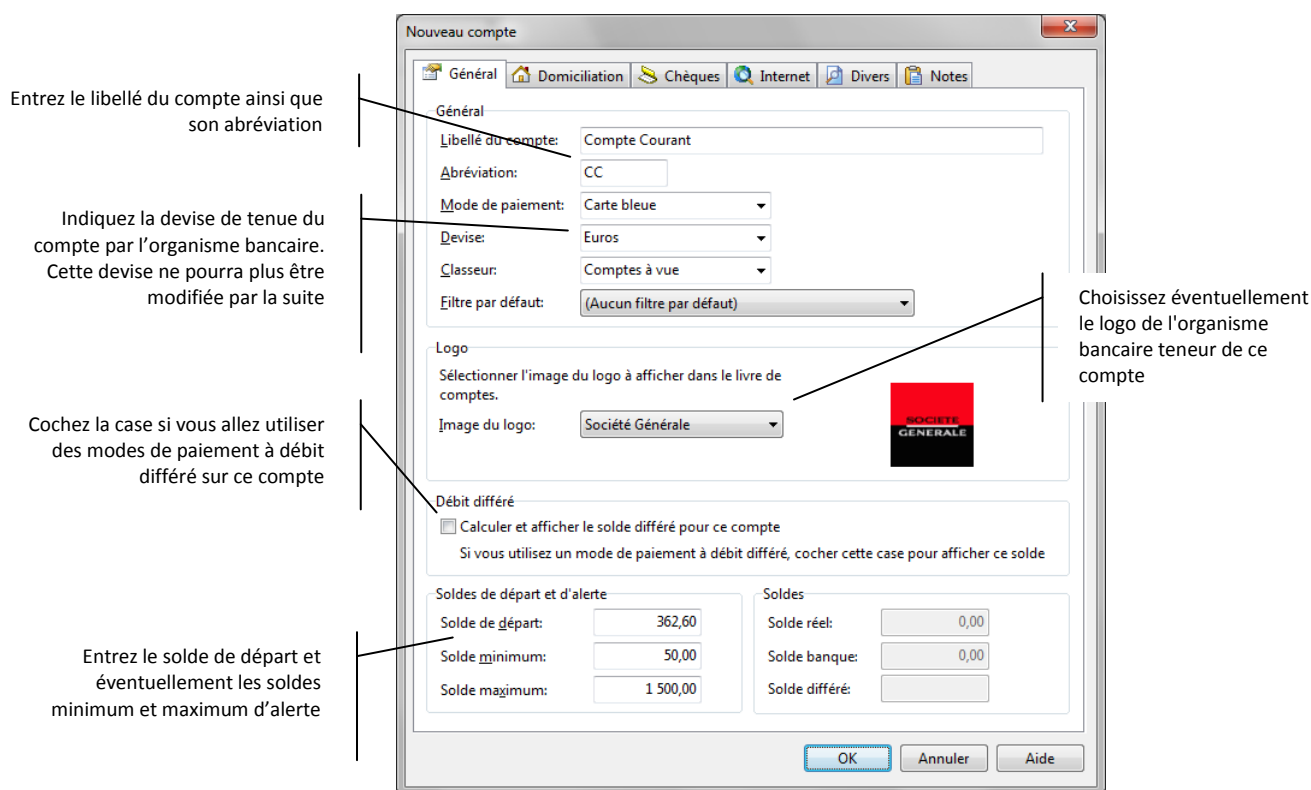 Nouveau compte
Général Domiciliation Chèques Internet Divers Notes
Entrez le libellé du compte ainsi que
son abréviation
Général
Libellé du compte: Compte Courant
Abréviation: CC
Mode de paiement: Carte bleue
Indiquez la devise de tenue du
compte par l’organisme bancaire.
Cette devise ne pourra plus être
modifiée par la suite
Devise: Euros
Classeur: Comptes à vue
Filtre par défaut: (Aucun filtre par défaut)
Choisissez éventuellement
le logo de l'organisme
bancaire teneur de ce
compte
Logo
Sélectionner l'image du logo à afficher dans le livre de
comptes.
Image du logo: Société Générale
SOCIETE
GENERALE
Cochez la case si vous allez utiliser
des modes de paiement à débit
différé sur ce compte
Débit différé
Calculer et afficher le solde différé pour ce compte
Si vous utilisez un mode de paiement à débit différé, cocher cette case pour afficher ce solde
Entrez le solde de départ et
éventuellement les soldes
minimum et maximum d’alerte
Soldes de départ et d'alerte
Solde de départ: 362,60
Solde minimum: 50,00
Solde maximum: 1 500,00
Soldes
Solde réel: 0,00
Solde banque: 0,00
Solde différé:
OK Annuler Aide